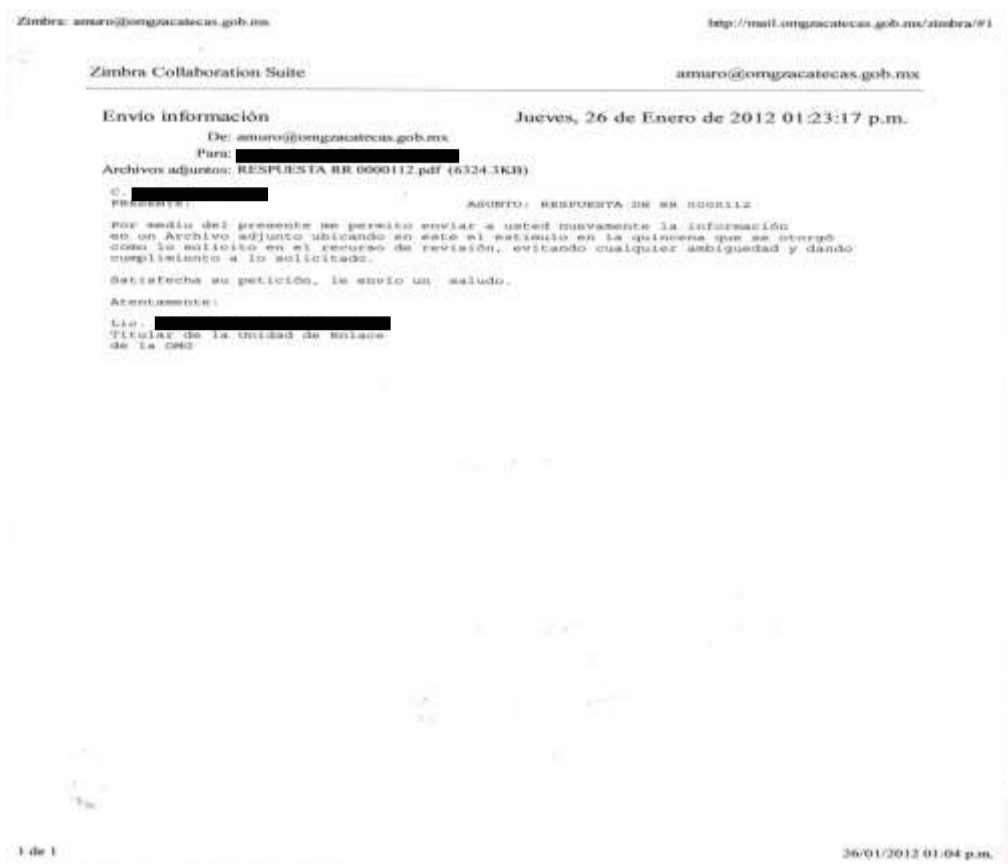 Zimbra: amuro@omgzacatecas.gob.mx http://mail.omgzacatecas.gob.mx/zimbra/#1
Zimbra Collaboration Suite amuro@omgzacatecas.gob.mx
Envío información Jueves, 26 de Enero de 2012 01:23:17 p.m.
De: amuro@omgzacatecas.gob.mx
Para:
Archivos adjuntos: RESPUESTA RR 0000112.pdf (6324.3KB)
C.
PRESENTE: ASUNTO: RESPUESTA DE RR 0000112
Por medio del presente me permito enviar a usted nuevamente la información
en un Archivo adjunto ubicando en este el estimulo en la quincena que se otorgó
como lo solicito en el recurso de revisión, evitando cualquier ambiguedad y dando
cumplimiento a lo solicitado.
Satisfecha su petición, le envío un saludo.
Atentamente:
Lic.
Titular de la Unidad de Enlace
de la OMG
1 de 1 26/01/2012 01:04 p.m.